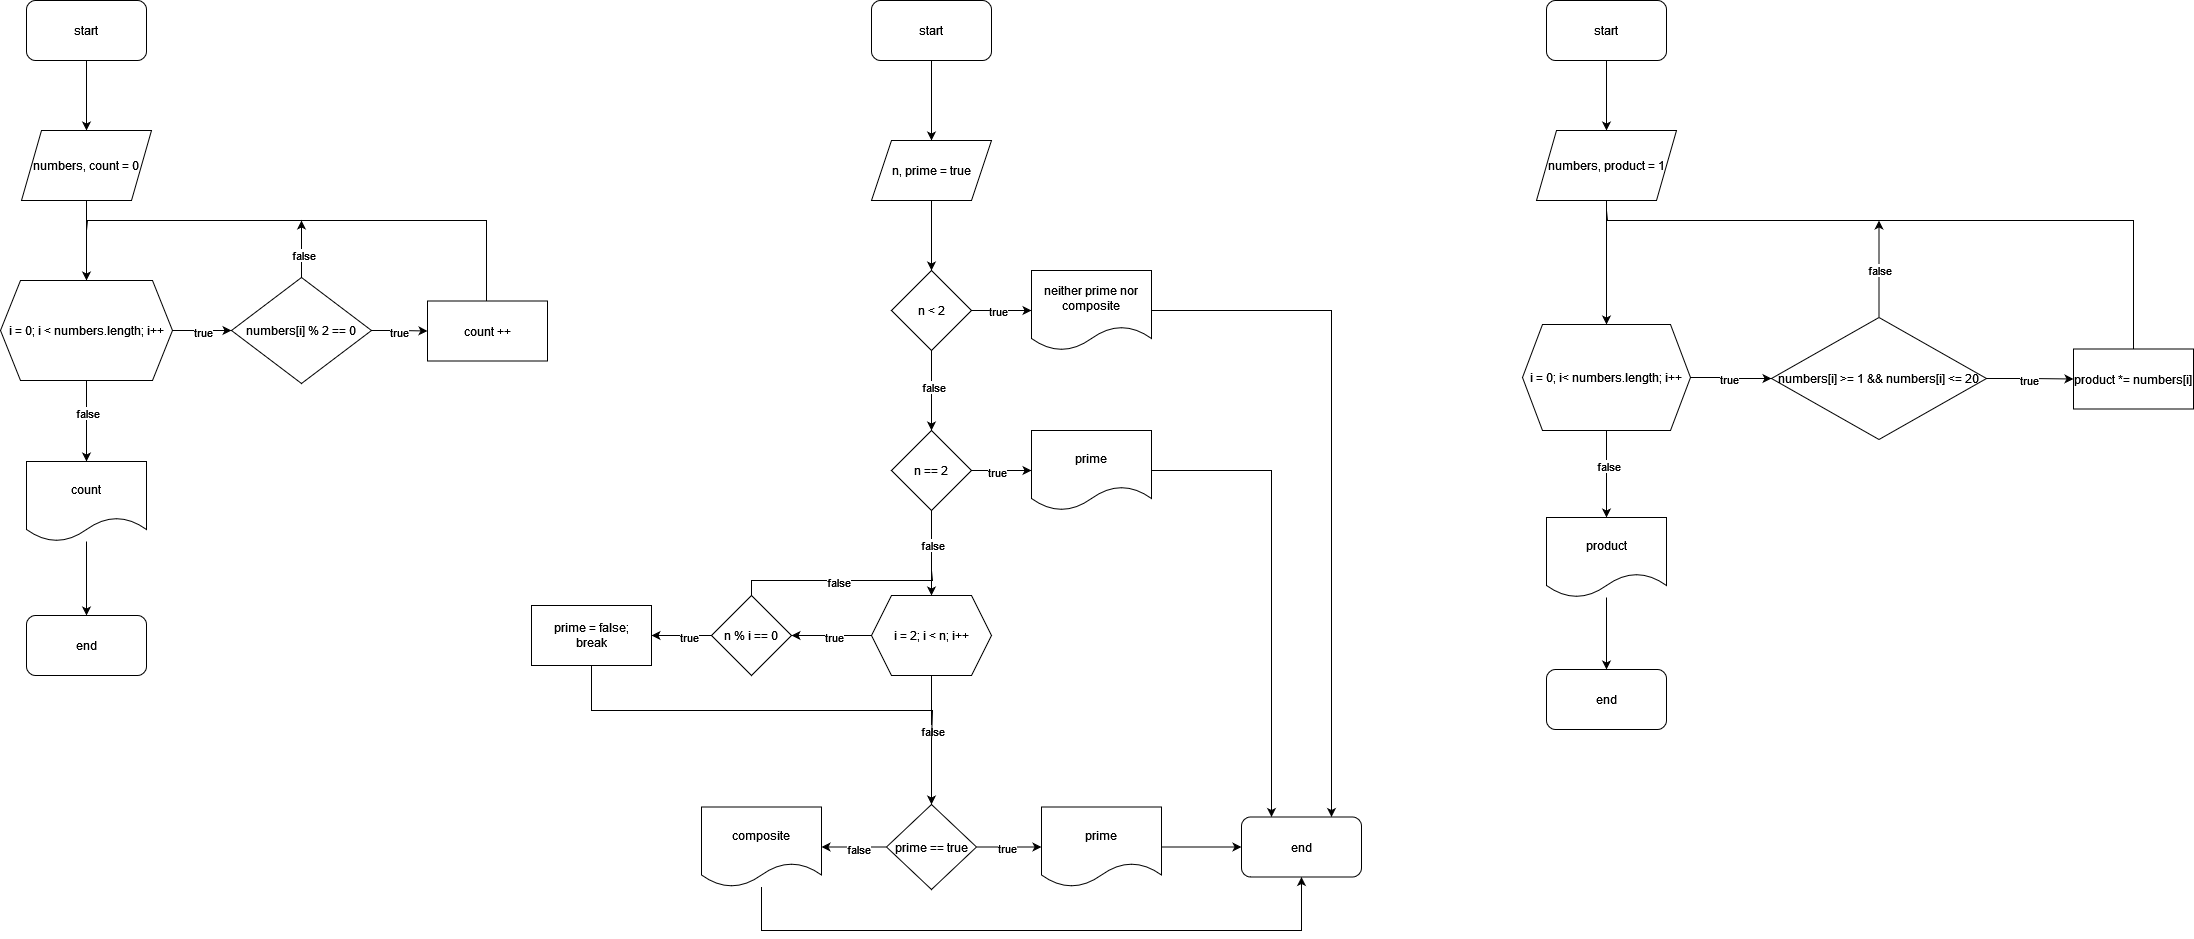 start
numbers, count = 0
false
i = 0; i < numbers.length; i++
true
numbers[i] % 2 == 0
true
count ++
false
count
end
start
n, prime = true
n < 2
true
neither prime nor
composite
false
n == 2
true
prime
false
false
prime = false;
break
true
n % i == 0
true
i = 2; i < n; i++
false
composite
false
prime == true
true
prime
end
start
numbers, product = 1
false
i = 0; i< numbers.length; i++
true
numbers[i] >= 1 && numbers[i] <= 20
true
product *= numbers[i]
false
product
end